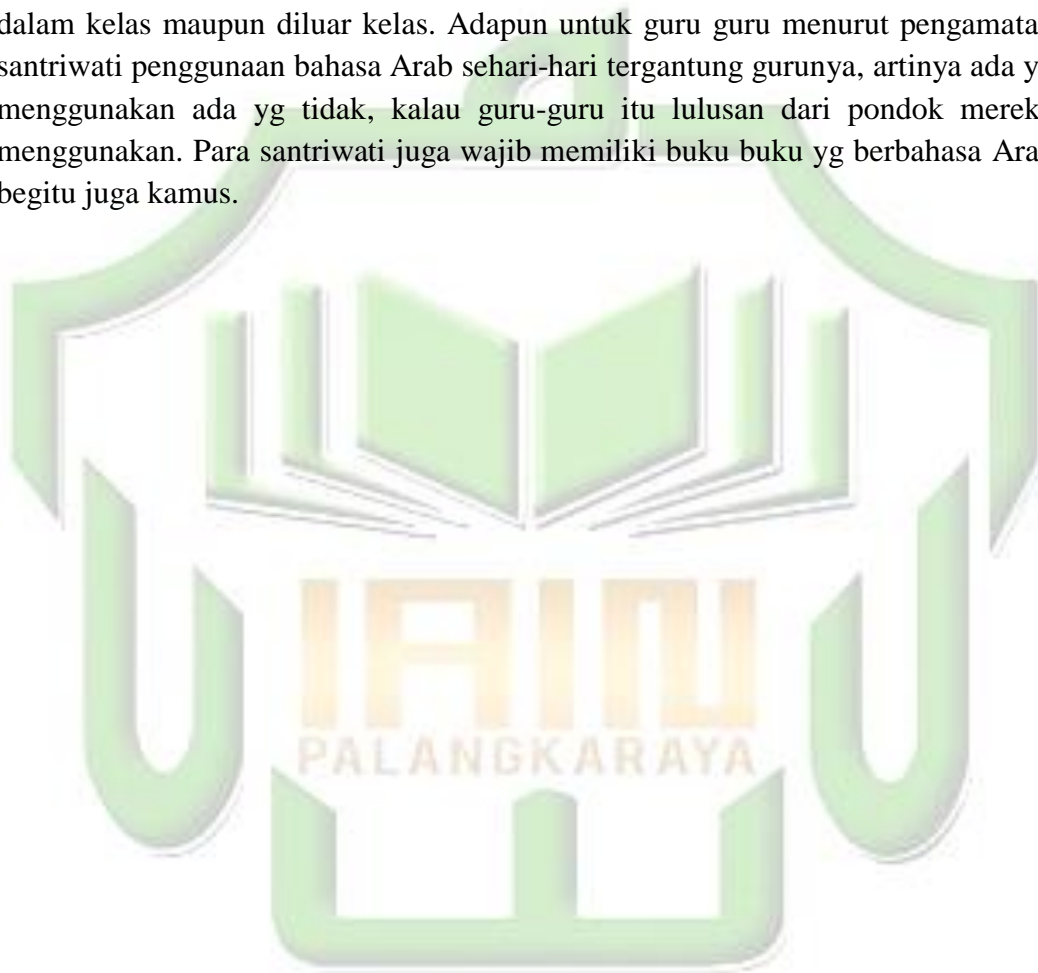 dalam kelas maupun diluar kelas. Adapun untuk guru guru menurut pengamata
santriwati penggunaan bahasa Arab sehari-hari tergantung gurunya, artinya ada y
menggunakan ada yg tidak, kalau guru-guru itu lulusan dari pondok merek
menggunakan. Para santriwati juga wajib memiliki buku buku yg berbahasa Ara
begitu juga kamus.
IAIN
PALANGKARAYA